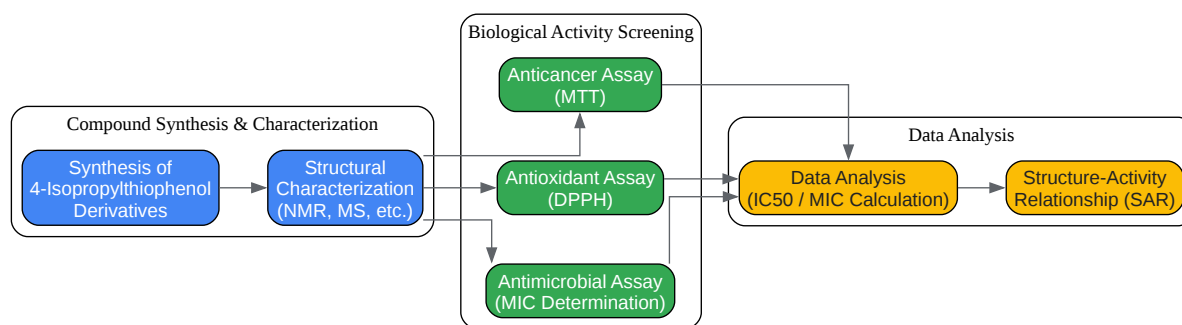 Compound Synthesis & Characterization
Synthesis of
4-Isopropylthiophenol
Derivatives
Structural
Characterization
(NMR, MS, etc.)
Biological Activity Screening
Anticancer Assay
(MTT)
Antioxidant Assay
(DPPH)
Antimicrobial Assay
(MIC Determination)
Data Analysis
Data Analysis
(IC50 / MIC Calculation)
Structure-Activity
Relationship (SAR)